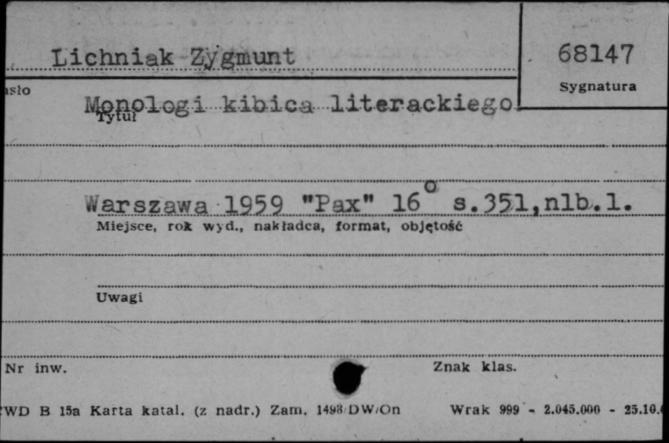 Lichniak Zygmunt
68147
Sygnatura
Monologi kibica literackiego.
Tytuł
Warszawa 1959 "Pax" 16° s.351,nlb.1.
Miejsce, rok wyd., nakładca, format, objętość
Uwagi
Nr inw.
Znak klas.
WD B 15a Karta katal. (z nadr.) Zam. 1498/DW/On Wrak 999 - 2.045.000 - 25.10.